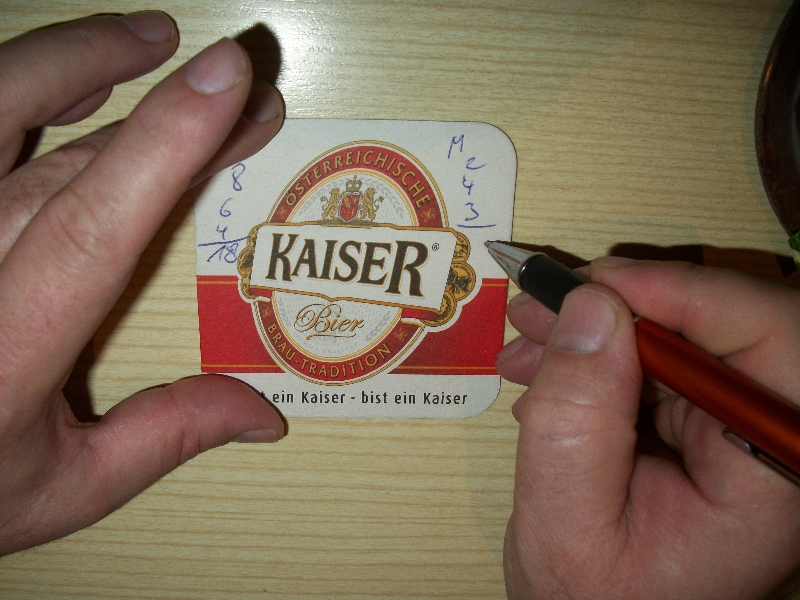 8
6
4
18
M
2
4
3
ÖSTERREICHISCHE
KAISER®
Bier
BRAU-TRADITION
ein Kaiser - bist ein Kaiser